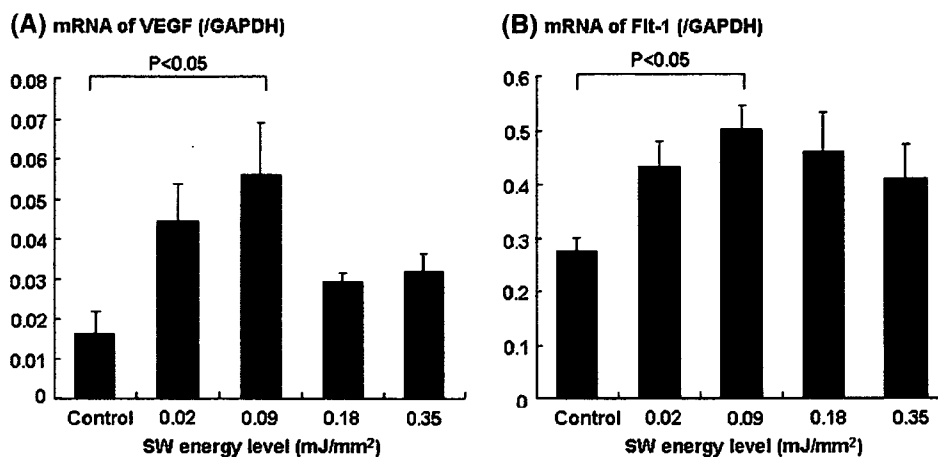 (A) mRNA of VEGF (/GAPDH)
P<0.05
0.08
0.07
0.06
0.05
0.04
0.03
0.02
0.01
0
Control 0.02 0.09 0.18 0.35
SW energy level (mJ/mm²)
(B) mRNA of Flt-1 (/GAPDH)
P<0.05
0.6
0.5
0.4
0.3
0.2
0.1
0
Control 0.02 0.09 0.18 0.35
SW energy level (mJ/mm²)